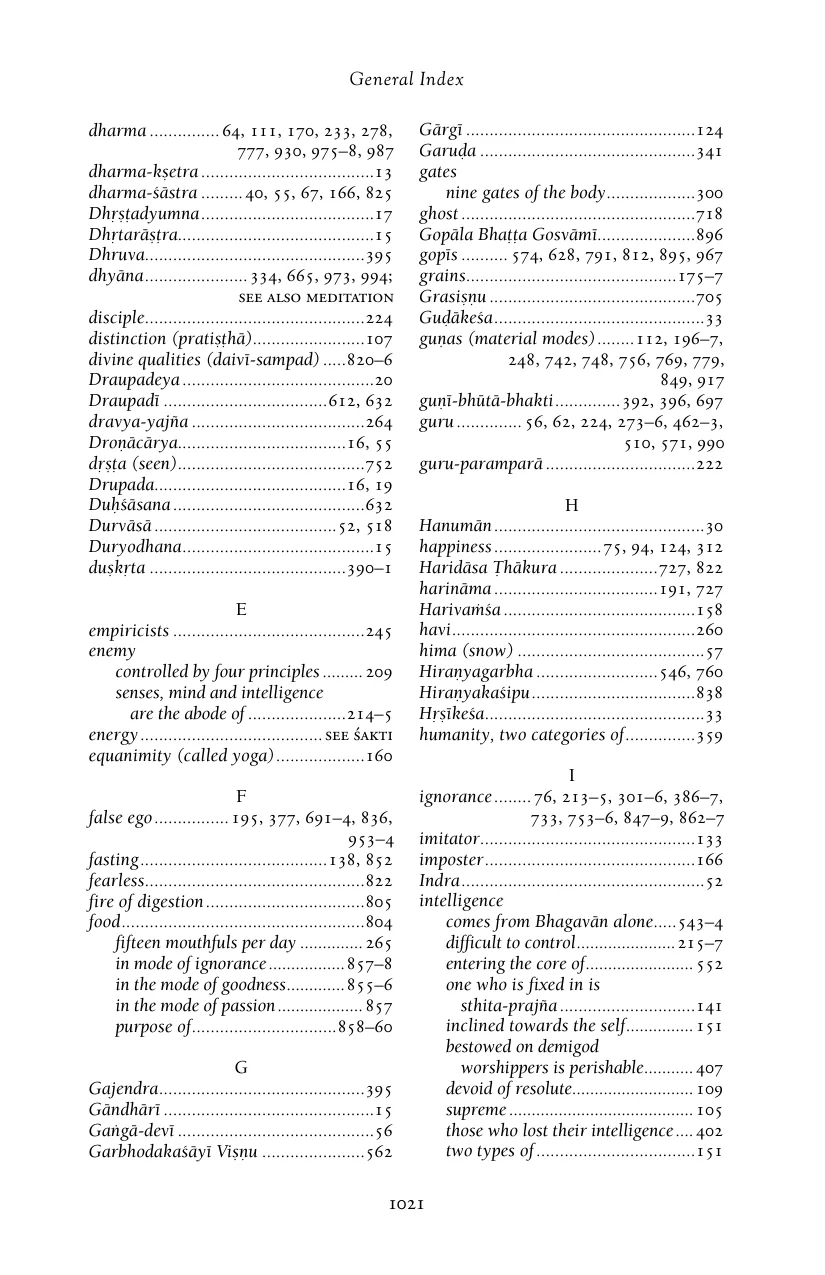 General Index
dharma ............... 64, 111, 170, 233, 278,
777, 930, 975–8, 987
dharma-kṣetra .....................................13
dharma-śāstra .........40, 55, 67, 166, 825
Dhṛṣṭadyumna.....................................17
Dhṛtarāṣṭra..........................................15
Dhruva...............................................395
dhyāna...................... 334, 665, 973, 994;
SEE ALSO MEDITATION
disciple...............................................224
distinction (pratiṣṭhā)........................107
divine qualities (daivī-sampad) .....820–6
Draupadeya .........................................20
Draupadī ....................................612, 632
dravya-yajña .....................................264
Droṇācārya....................................16, 55
dṛṣṭa (seen)........................................752
Drupada.........................................16, 19
Duḥśāsana .........................................632
Durvāsā .......................................52, 518
Duryodhana.........................................15
duṣkṛta ..........................................390–1
E
empiricists .........................................245
enemy
controlled by four principles ......... 209
senses, mind and intelligence
are the abode of .....................214–5
energy ....................................... SEE ŚAKTI
equanimity (called yoga)...................160
F
false ego................ 195, 377, 691–4, 836,
953–4
fasting........................................138, 852
fearless...............................................822
fire of digestion ..................................805
food....................................................804
fifteen mouthfuls per day ............. 265
in mode of ignorance .................857–8
in the mode of goodness.............855–6
in the mode of passion .................. 857
purpose of...............................858–60
G
Gajendra............................................395
Gāndhārī .............................................15
Gaṅgā-devī ..........................................56
Garbhodakaśāyī Viṣṇu ......................562
Gārgī .................................................124
Garuḍa ..............................................341
gates
nine gates of the body...................300
ghost ..................................................718
Gopāla Bhaṭṭa Gosvāmī.....................896
gopīs .......... 574, 628, 791, 812, 895, 967
grains.............................................175–7
Grasiṣṇu ............................................705
Guḍākeśa.............................................33
guṇas (material modes) ........112, 196–7,
248, 742, 748, 756, 769, 779,
849, 917
guṇī-bhūtā-bhakti ..............392, 396, 697
guru .............. 56, 62, 224, 273–6, 462–3,
510, 571, 990
guru-paramparā ................................222
H
Hanumān .............................................30
happiness .......................75, 94, 124, 312
Haridāsa Ṭhākura .....................727, 822
harināma ...................................191, 727
Harivaṁśa .........................................158
havi....................................................260
hima (snow) ........................................57
Hiraṇyagarbha ..........................546, 760
Hiraṇyakaśipu...................................838
Hṛṣīkeśa...............................................33
humanity, two categories of...............359
I
ignorance........76, 213–5, 301–6, 386–7,
733, 753–6, 847–9, 862–7
imitator..............................................133
imposter.............................................166
Indra....................................................52
intelligence
comes from Bhagavān alone.....543–4
difficult to control.....................215–7
entering the core of....................... 552
one who is fixed in is
sthita-prajña .............................141
inclined towards the self............... 151
bestowed on demigod
worshippers is perishable........... 407
devoid of resolute.......................... 109
supreme ....................................... 105
those who lost their intelligence .... 402
two types of..................................151
1021